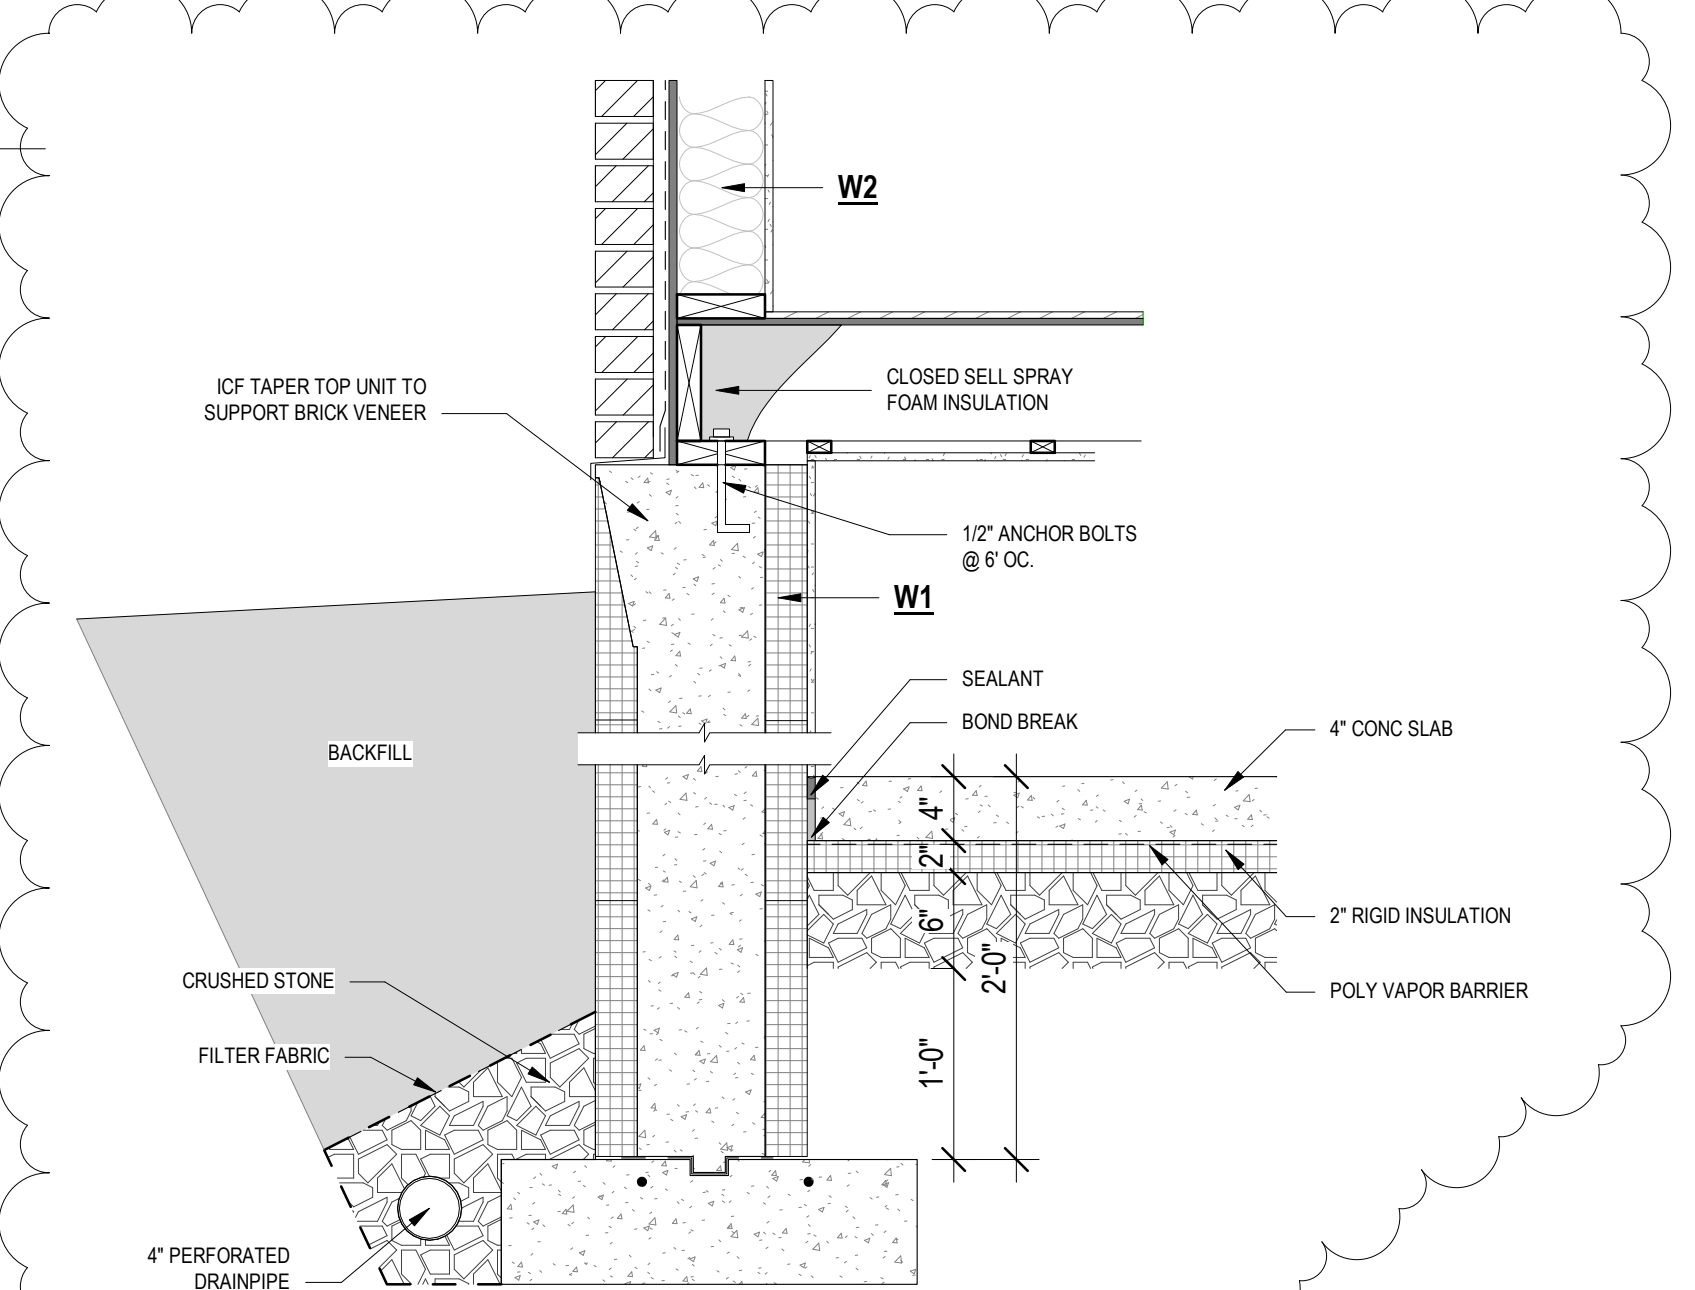 W2
ICF TAPER TOP UNIT TO
SUPPORT BRICK VENEER
CLOSED SELL SPRAY
FOAM INSULATION
1/2" ANCHOR BOLTS
@ 6' OC.
W1
SEALANT
BOND BREAK
4" CONC SLAB
BACKFILL
4"
2"
6"
2'-0"
1'-0"
2" RIGID INSULATION
POLY VAPOR BARRIER
CRUSHED STONE
FILTER FABRIC
4" PERFORATED
DRAINPIPE